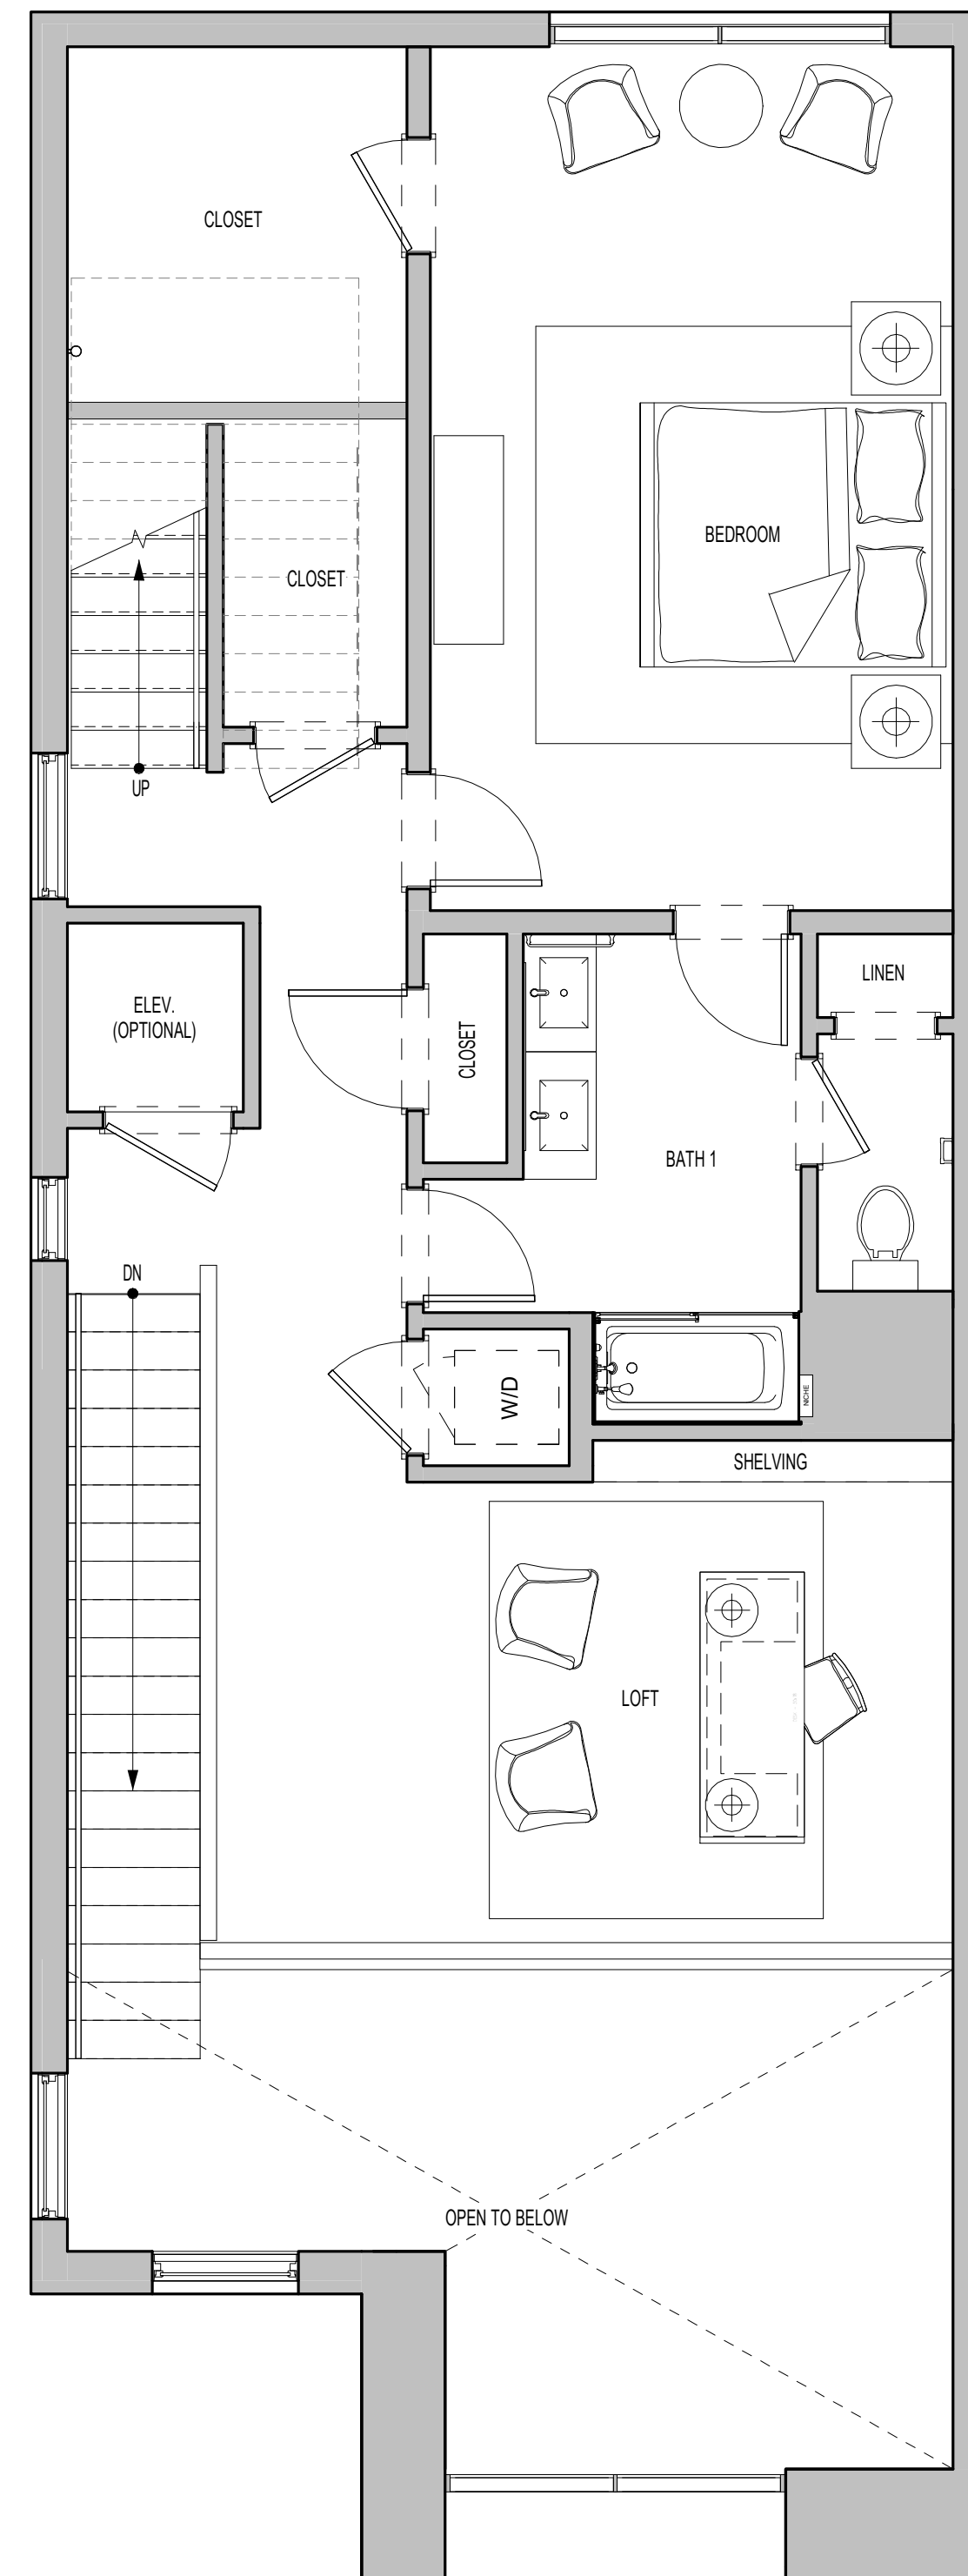 CLOSET
BEDROOM
CLOSET
UP
LINEN
ELEV.
(OPTIONAL)
CLOSET
BATH 1
DN
W/D
NICHE
SHELVING
LOFT
OPEN TO BELOW